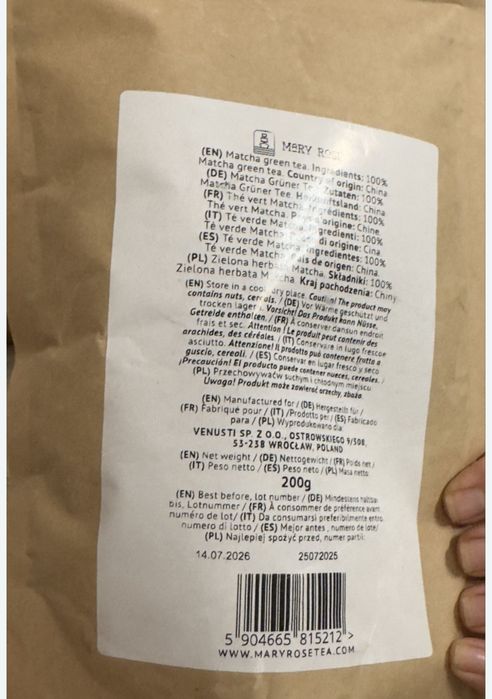 MARY ROSE
(EN) Matcha green tea. Ingredients: 100%
Matcha green tea. Country of origin: China
(DE) Matcha Grüner Tee. Zutaten: 100%
Matcha Grüner Tee. Herkunftsland: China
(FR) Thé vert Matcha. Ingrédients: 100%
Thé vert Matcha. Pays d'origine: Chine
(IT) Té verde Matcha. Ingredienti: 100%
Té verde Matcha. di origine: Cina
(ES) Té verde Matcha. Ingredientes: 100%
Té verde Matcha. País de origen: China.
(PL) Zielona herbata Matcha. Składniki: 100%
Zielona herbata Matcha. Kraj pochodzenia: Chiny
(EN) Store in a cool dry place. Caution! The product may
contains nuts, cereals. / (DE) Vor Wärme geschützt und
trocken lagern. Vorsicht! Das Produkt kann Nüsse,
Getreide enthalten. / (FR) À conserver dans un endroit
frais et sec. Attention! Le produit peut contenir des
arachides, des céréales. / (IT) Conservare in lugo fresco e
asciutto. Attenzione! Il prodotto può contenere frutta a
guscio, cereali. / (ES) Conservar en lugar fresco y seco.
¡Precaución! El producto puede contener nueces, cereales. /
(PL) Przechowywać w suchym i chłodnym miejscu.
Uwaga! Produkt może zawierać orzechy, zboża.
(EN) Manufactured for / (DE) Hergestellt für /
(FR) Fabriqué pour / (IT) Prodotto per / (ES) Fabricado
para / (PL) Wyprodukowano dla
VENUSTI SP. Z O.O., OSTROWSKIEGO 9/308,
53-238 WROCŁAW, POLAND
(EN) Net weight / (DE) Nettogewicht / (FR) Poids net /
(IT) Peso netto / (ES) Peso neto / (PL) Masa netto:
200g
(EN) Best before, lot number / (DE) Mindestens haltbar
bis, Lotnummer / (FR) À consommer de préférence avant,
numéro de lot / (IT) Da consumarsi preferibilmente entro,
numero di lotto / (ES) Mejor antes, numero de lote/
(PL) Najlepiej spożyć przed, numer partii:
14.07.2026 25072025
5 904665 815212 >
WWW.MARYROSETEA.COM